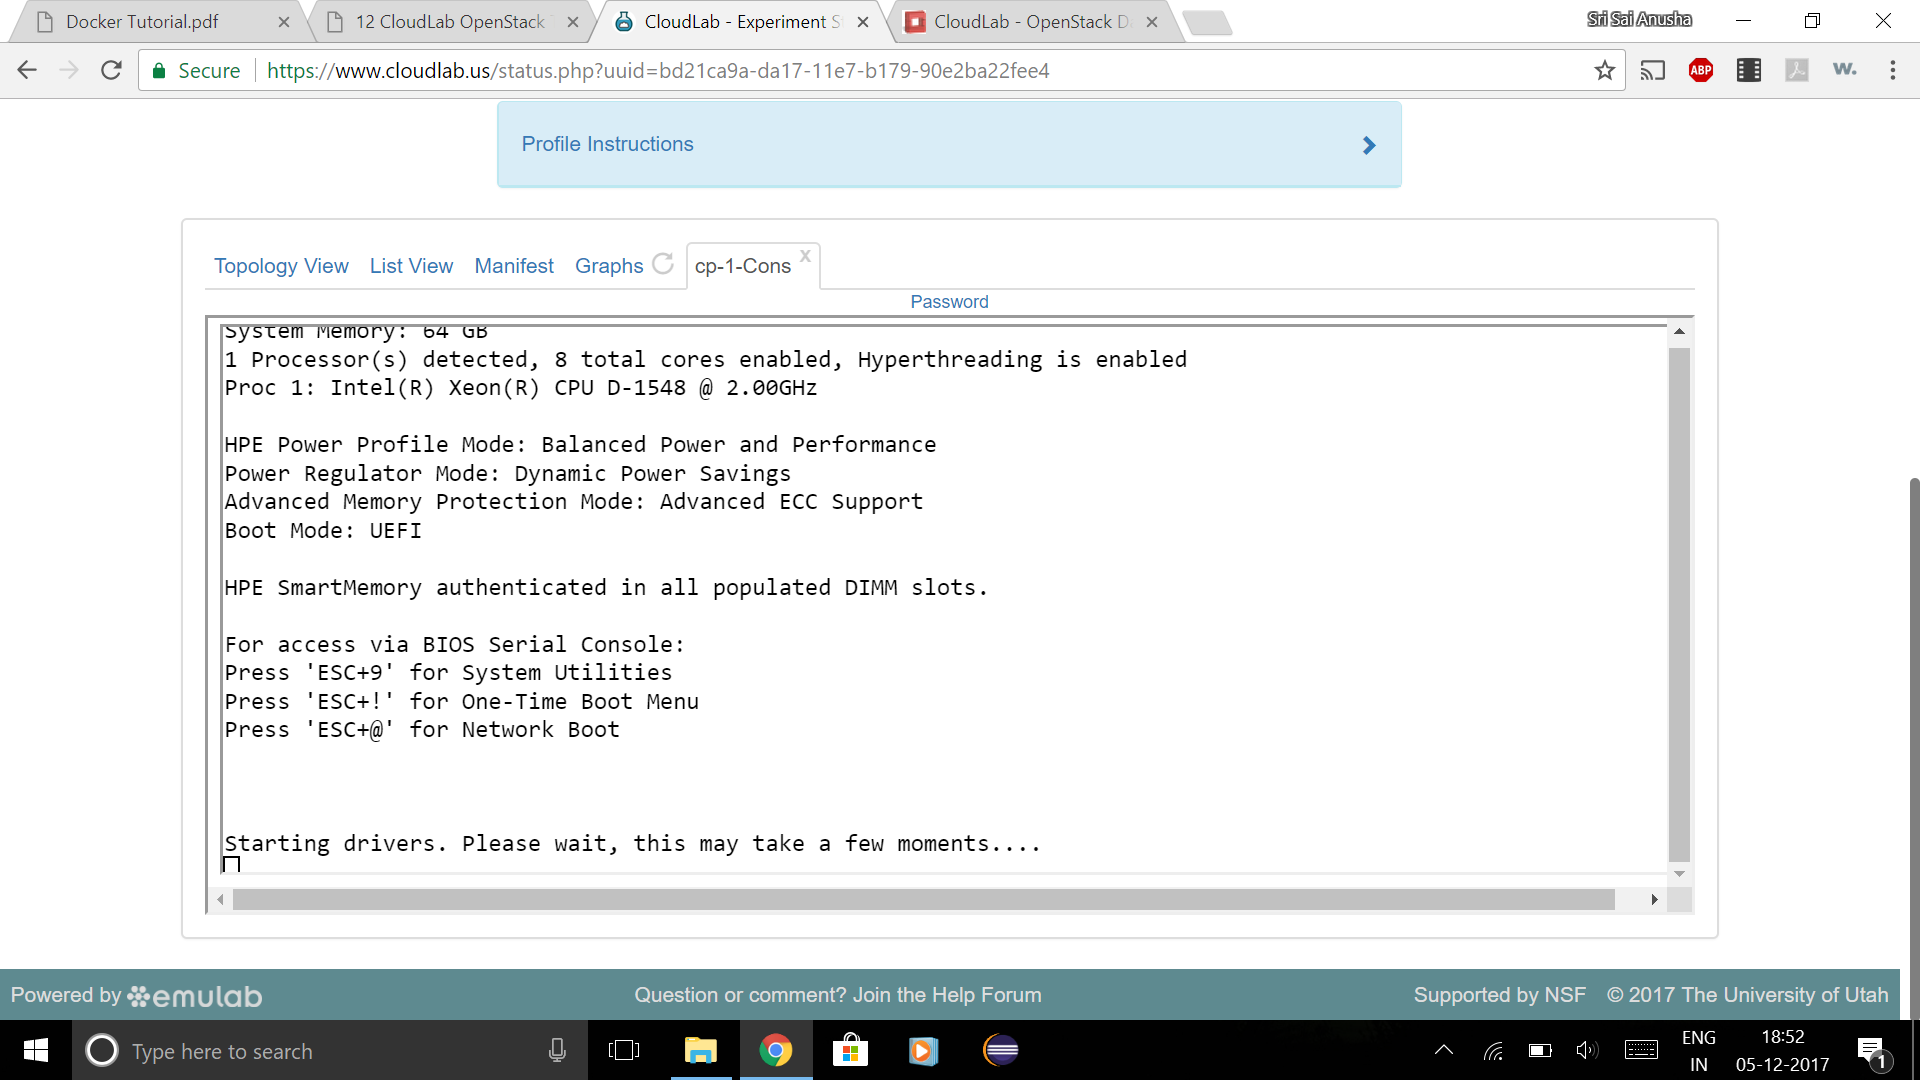 Docker Tutorial.pdf
12 CloudLab OpenStack
CloudLab - Experiment S
CloudLab - OpenStack D
Sri Sai Anusha
Secure
https://www.cloudlab.us/status.php?uuid=bd21ca9a-da17-11e7-b179-90e2ba22fee4
ABP
w.
Profile Instructions
Topology View
List View
Manifest
Graphs
cp-1-Cons
x
Password
System Memory: 64 GB
1 Processor(s) detected, 8 total cores enabled, Hyperthreading is enabled
Proc 1: Intel(R) Xeon(R) CPU D-1548 @ 2.00GHz
HPE Power Profile Mode: Balanced Power and Performance
Power Regulator Mode: Dynamic Power Savings
Advanced Memory Protection Mode: Advanced ECC Support
Boot Mode: UEFI
HPE SmartMemory authenticated in all populated DIMM slots.
For access via BIOS Serial Console:
Press 'ESC+9' for System Utilities
Press 'ESC+!' for One-Time Boot Menu
Press 'ESC+@' for Network Boot
Starting drivers. Please wait, this may take a few moments....
Powered by emulab
Question or comment? Join the Help Forum
Supported by NSF
© 2017 The University of Utah
Type here to search
ENG
IN
18:52
05-12-2017
1